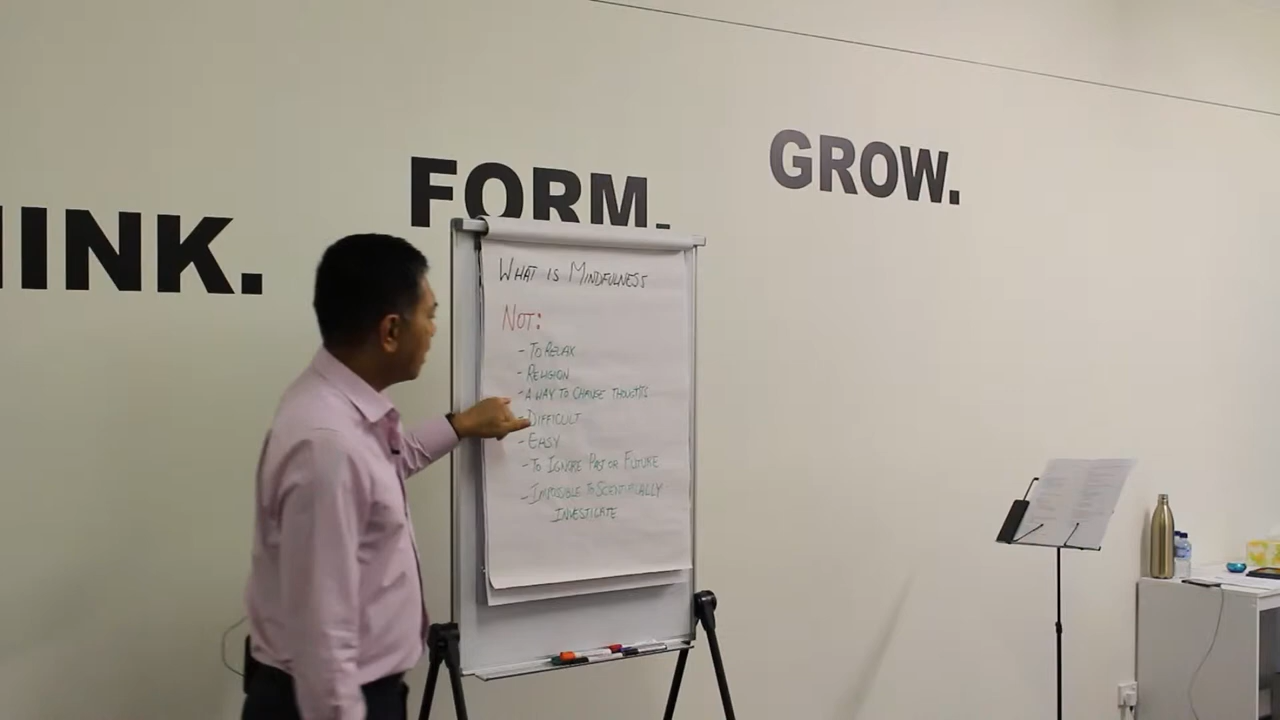 HINK.
FORM.
GROW.
WHAT IS MINDFULNESS
NOT:
- TO RELAX
- RELIGION
- A WAY TO CHANGE THOUGHTS
- DIFFICULT
- EASY
- TO IGNORE PAST OR FUTURE
- IMPOSSIBLE TO SCIENTIFICALLY
INVESTIGATE